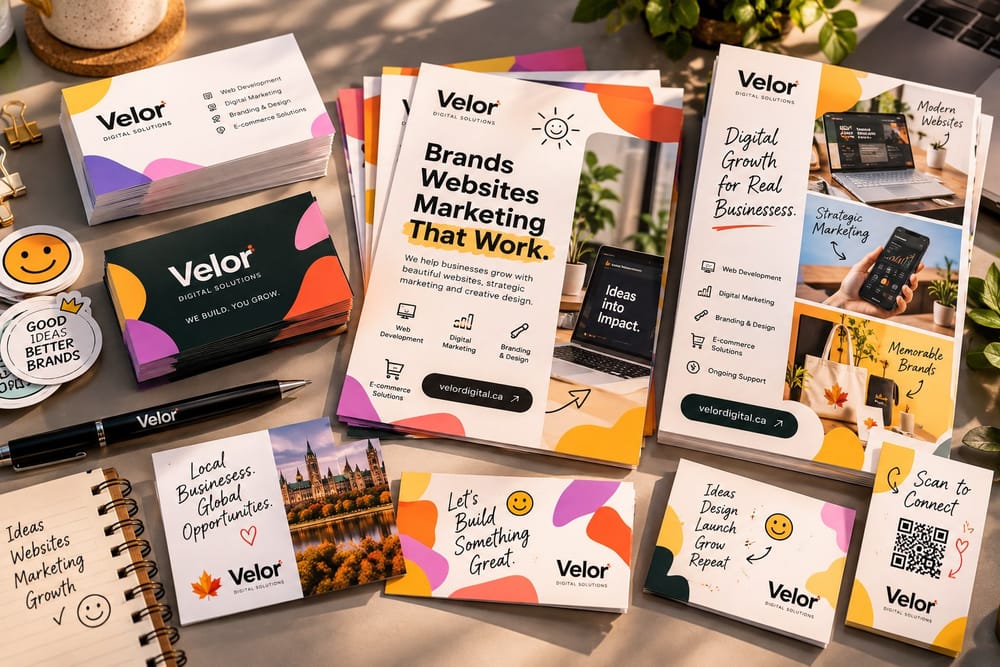 Velor
DIGITAL SOLUTIONS
Web Development
Digital Marketing
Branding & Design
E-commerce Solutions
Velor
DIGITAL SOLUTIONS
WE BUILD. YOU GROW.
GOOD
IDEAS
BETTER
BRANDS
Velor
Ideas
Websites
Marketing
Growth
Velor
DIGITAL SOLUTIONS
Brands
Websites
Marketing
That Work.
We help businesses grow with
beautiful websites, strategic
marketing and creative design.
Web
Development
Digital
Marketing
Branding
& Design
E-commerce
Solutions
velordigital.ca
Ideas
into
Impact.
Velor
DIGITAL SOLUTIONS
Digital
Growth
for Real
Businessess.
Modern
Websites
Strategic
Marketing
Memorable
Brands
Web Development
Digital Marketing
Branding & Design
E-commerce
Solutions
Ongoing Support
velordigital.ca
Local
Businesess.
Global
Opportunities.
Velor
DIGITAL SOLUTIONS
Let's
Build
Something
Great.
Velor
DIGITAL SOLUTIONS
Ideas
Design
Launch
Grow
Repeat
Velor
DIGITAL SOLUTIONS
Scan to
Connect
Velor
DIGITAL SOLUTIONS